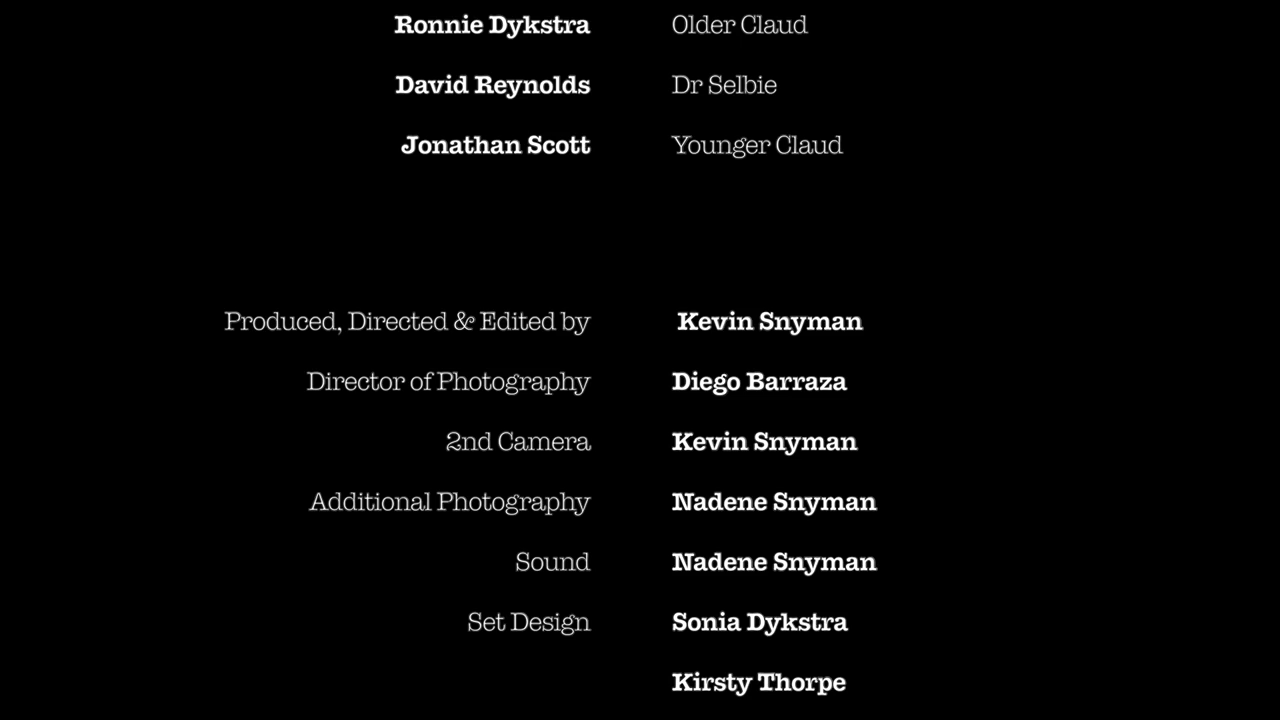 Ronnie Dykstra Older Claud
David Reynolds Dr Selbie
Jonathan Scott Younger Claud
Produced, Directed & Edited by Kevin Snyman
Director of Photography Diego Barraza
2nd Camera Kevin Snyman
Additional Photography Nadene Snyman
Sound Nadene Snyman
Set Design Sonia Dykstra
Kirsty Thorpe